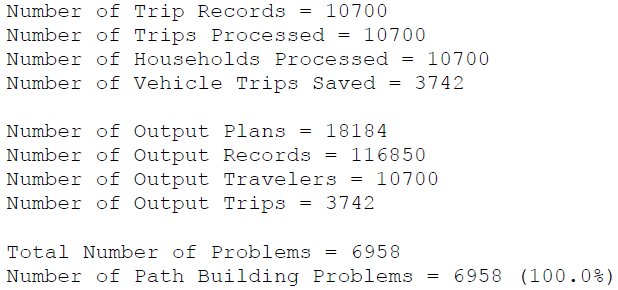 Number of Trip Records = 10700
Number of Trips Processed = 10700
Number of Households Processed = 10700
Number of Vehicle Trips Saved = 3742
Number of Output Plans = 18184
Number of Output Records = 116850
Number of Output Travelers = 10700
Number of Output Trips = 3742
Total Number of Problems = 6958
Number of Path Building Problems = 6958 (100.0%)